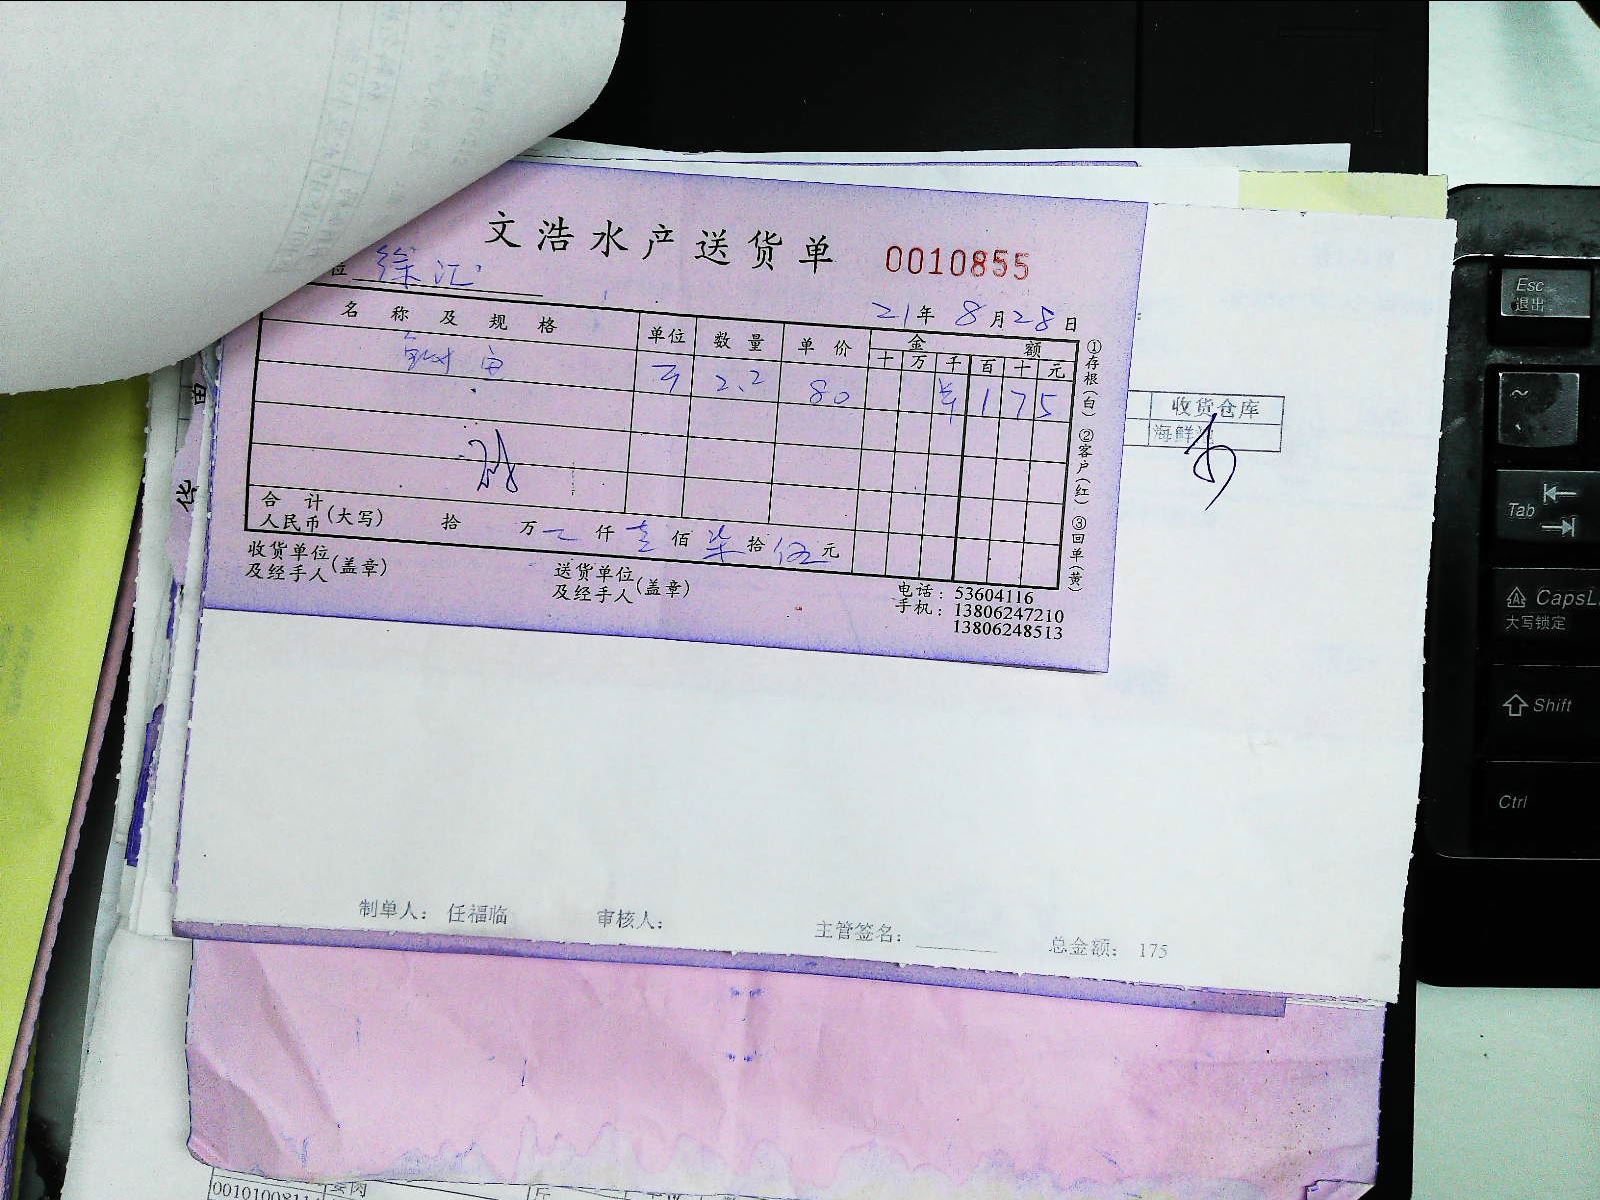 文浩水产送货单 0010855
位 徐汇
21年 8月28日
名称及规格 单位 数量 单价 金额
十 万 千 百 十 元
2.2 80 1 7 5
合计
人民币(大写) 拾 万 仟 壹 佰 柒 拾 伍 元
收货单位
及经手人(盖章)
送货单位
及经手人(盖章)
电话：53604116
手机：13806247210
13806248513
①存根(白) ②客户(红) ③回单(黄)
收货仓库
海鲜
制单人： 任福临 审核人： 主管签名： 总金额： 175
Esc
退出
~
Tab
CapsL
大写锁定
Shift
Ctrl